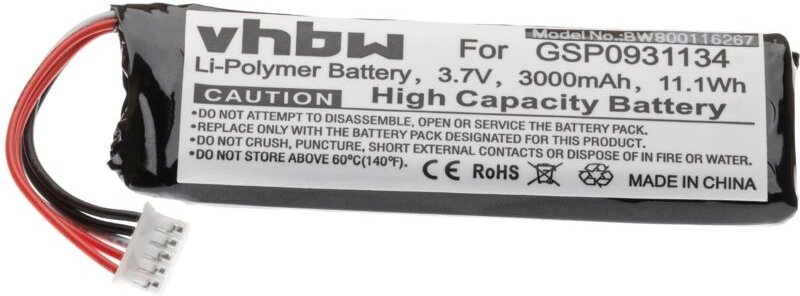 vhbw For GSP0931134
Model No.:BW800116267
Li-Polymer Battery, 3.7V, 3000mAh, 11.1Wh
CAUTION High Capacity Battery
•DO NOT ATTEMPT TO DISASSEMBLE, OPEN OR SERVICE THE BATTERY PACK.
•REPLACE ONLY WITH THE BATTERY PACK DESIGNATED FOR THIS PRODUCT.
•DO NOT CRUSH, PUNCTURE, SHORT EXTERNAL CONTACTS OR DISPOSE OF IN FIRE OR WATER.
•DO NOT STORE ABOVE 60℃(140℉).
CE RoHS MADE IN CHINA